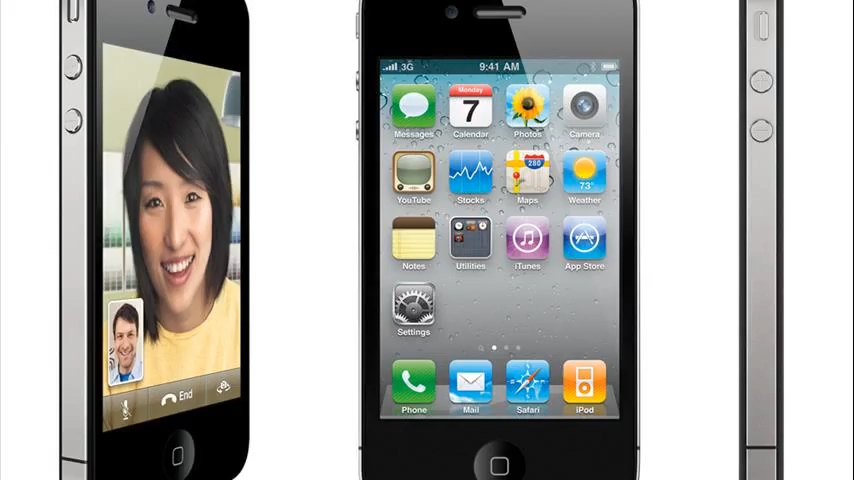 3G 9:41 AM
Monday
7
Messages Calendar Photos Camera
280
73°
YouTube Stocks Maps Weather
Notes Utilities iTunes App Store
Settings
End
Phone Mail Safari iPod